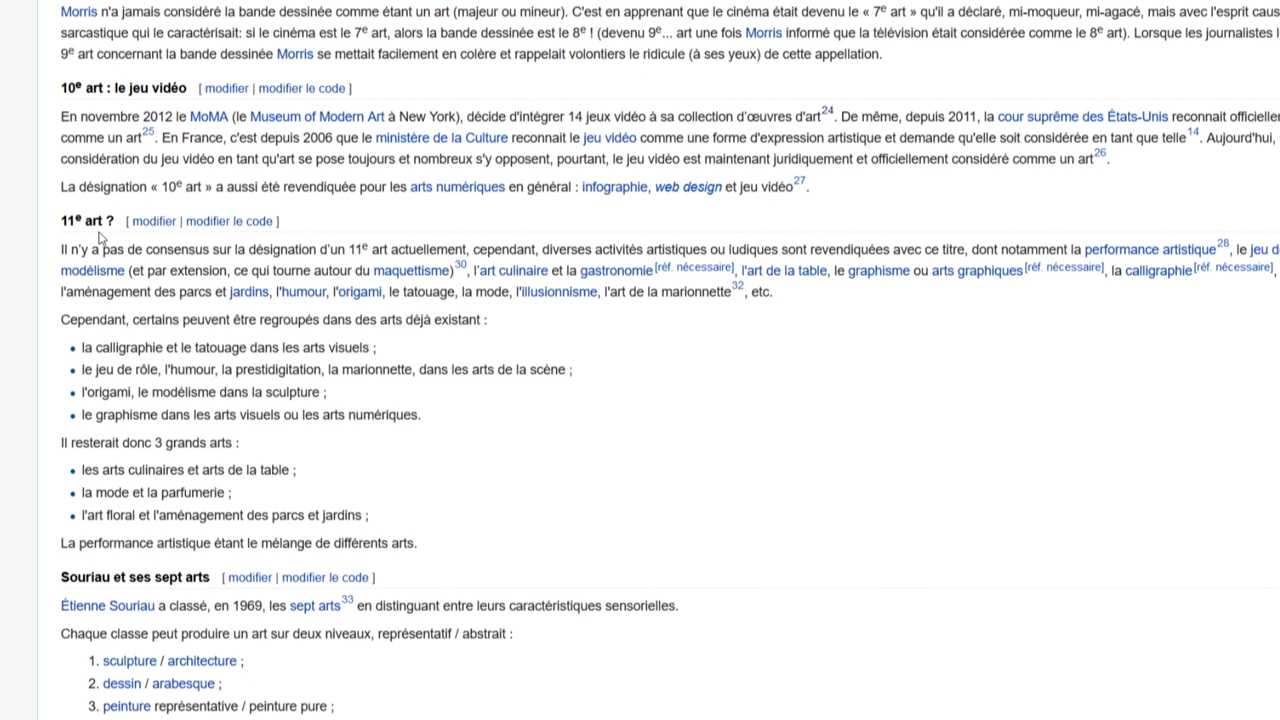 Morris n'a jamais considéré la bande dessinée comme étant un art (majeur ou mineur). C'est en apprenant que le cinéma était devenu le « 7e art » qu'il a déclaré, mi-moqueur, mi-agacé, mais avec l'esprit caus
sarcastique qui le caractérisait: si le cinéma est le 7e art, alors la bande dessinée est le 8e ! (devenu 9e... art une fois Morris informé que la télévision était considérée comme le 8e art). Lorsque les journalistes l
9e art concernant la bande dessinée Morris se mettait facilement en colère et rappelait volontiers le ridicule (à ses yeux) de cette appellation.
10e art : le jeu vidéo [ modifier | modifier le code ]
En novembre 2012 le MoMA (le Museum of Modern Art à New York), décide d'intégrer 14 jeux vidéo à sa collection d'œuvres d'art24. De même, depuis 2011, la cour suprême des États-Unis reconnait officielle
comme un art25. En France, c'est depuis 2006 que le ministère de la Culture reconnait le jeu vidéo comme une forme d'expression artistique et demande qu'elle soit considérée en tant que telle14. Aujourd'hui,
considération du jeu vidéo en tant qu'art se pose toujours et nombreux s'y opposent, pourtant, le jeu vidéo est maintenant juridiquement et officiellement considéré comme un art26.
La désignation « 10e art » a aussi été revendiquée pour les arts numériques en général : infographie, web design et jeu vidéo27.
11e art ? [ modifier | modifier le code ]
Il n'y a pas de consensus sur la désignation d'un 11e art actuellement, cependant, diverses activités artistiques ou ludiques sont revendiquées avec ce titre, dont notamment la performance artistique28, le jeu d
modélisme (et par extension, ce qui tourne autour du maquettisme)30, l'art culinaire et la gastronomie[réf. nécessaire], l'art de la table, le graphisme ou arts graphiques[réf. nécessaire], la calligraphie[réf. nécessaire],
l'aménagement des parcs et jardins, l'humour, l'origami, le tatouage, la mode, l'illusionnisme, l'art de la marionnette32, etc.
Cependant, certains peuvent être regroupés dans des arts déjà existant :
• la calligraphie et le tatouage dans les arts visuels ;
• le jeu de rôle, l'humour, la prestidigitation, la marionnette, dans les arts de la scène ;
• l'origami, le modélisme dans la sculpture ;
• le graphisme dans les arts visuels ou les arts numériques.
Il resterait donc 3 grands arts :
• les arts culinaires et arts de la table ;
• la mode et la parfumerie ;
• l'art floral et l'aménagement des parcs et jardins ;
La performance artistique étant le mélange de différents arts.
Souriau et ses sept arts [ modifier | modifier le code ]
Étienne Souriau a classé, en 1969, les sept arts33 en distinguant entre leurs caractéristiques sensorielles.
Chaque classe peut produire un art sur deux niveaux, représentatif / abstrait :
1. sculpture / architecture ;
2. dessin / arabesque ;
3. peinture représentative / peinture pure ;